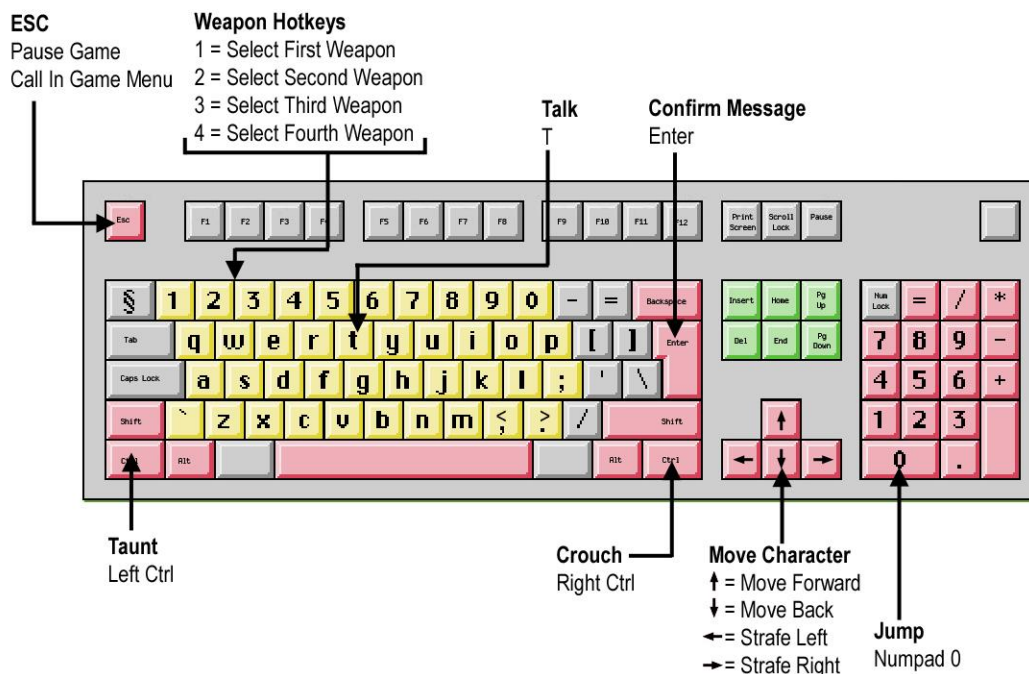 ESC
Pause Game
Call In Game Menu
Weapon Hotkeys
1 = Select First Weapon
2 = Select Second Weapon
3 = Select Third Weapon
4 = Select Fourth Weapon
Talk
T
Confirm Message
Enter
Esc F1 F2 F3 F4 F5 F6 F7 F8 F9 F10 F11 F12 Print Screen Scroll Lock Pause
§ 1 2 3 4 5 6 7 8 9 0 - = Backspace Insert Home Pg Up Num Lock = / *
Tab q w e r t y u i o p [ ] Enter Del End Pg Down 7 8 9 -
Caps Lock a s d f g h j k l ; ' \ 4 5 6 +
Shift ` z x c v b n m < ; ? . / Shift ↑ 1 2 3
Ctrl Alt Alt Ctrl ← ↓ → 0 .
Taunt
Left Ctrl
Crouch
Right Ctrl
Move Character
↑ = Move Forward
↓ = Move Back
← = Strafe Left
→ = Strafe Right
Jump
Numpad 0